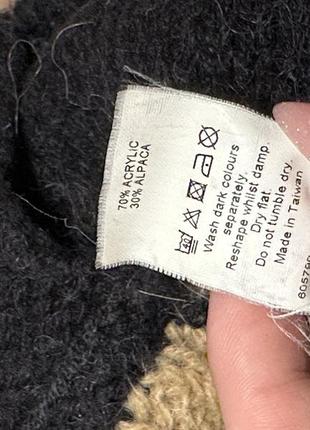 70% ACRYLIC
30% ALPACA
40
Wash dark colours
separately.
Reshape whilst damp.
Dry flat.
Do not tumble dry.
Made in Taiwan